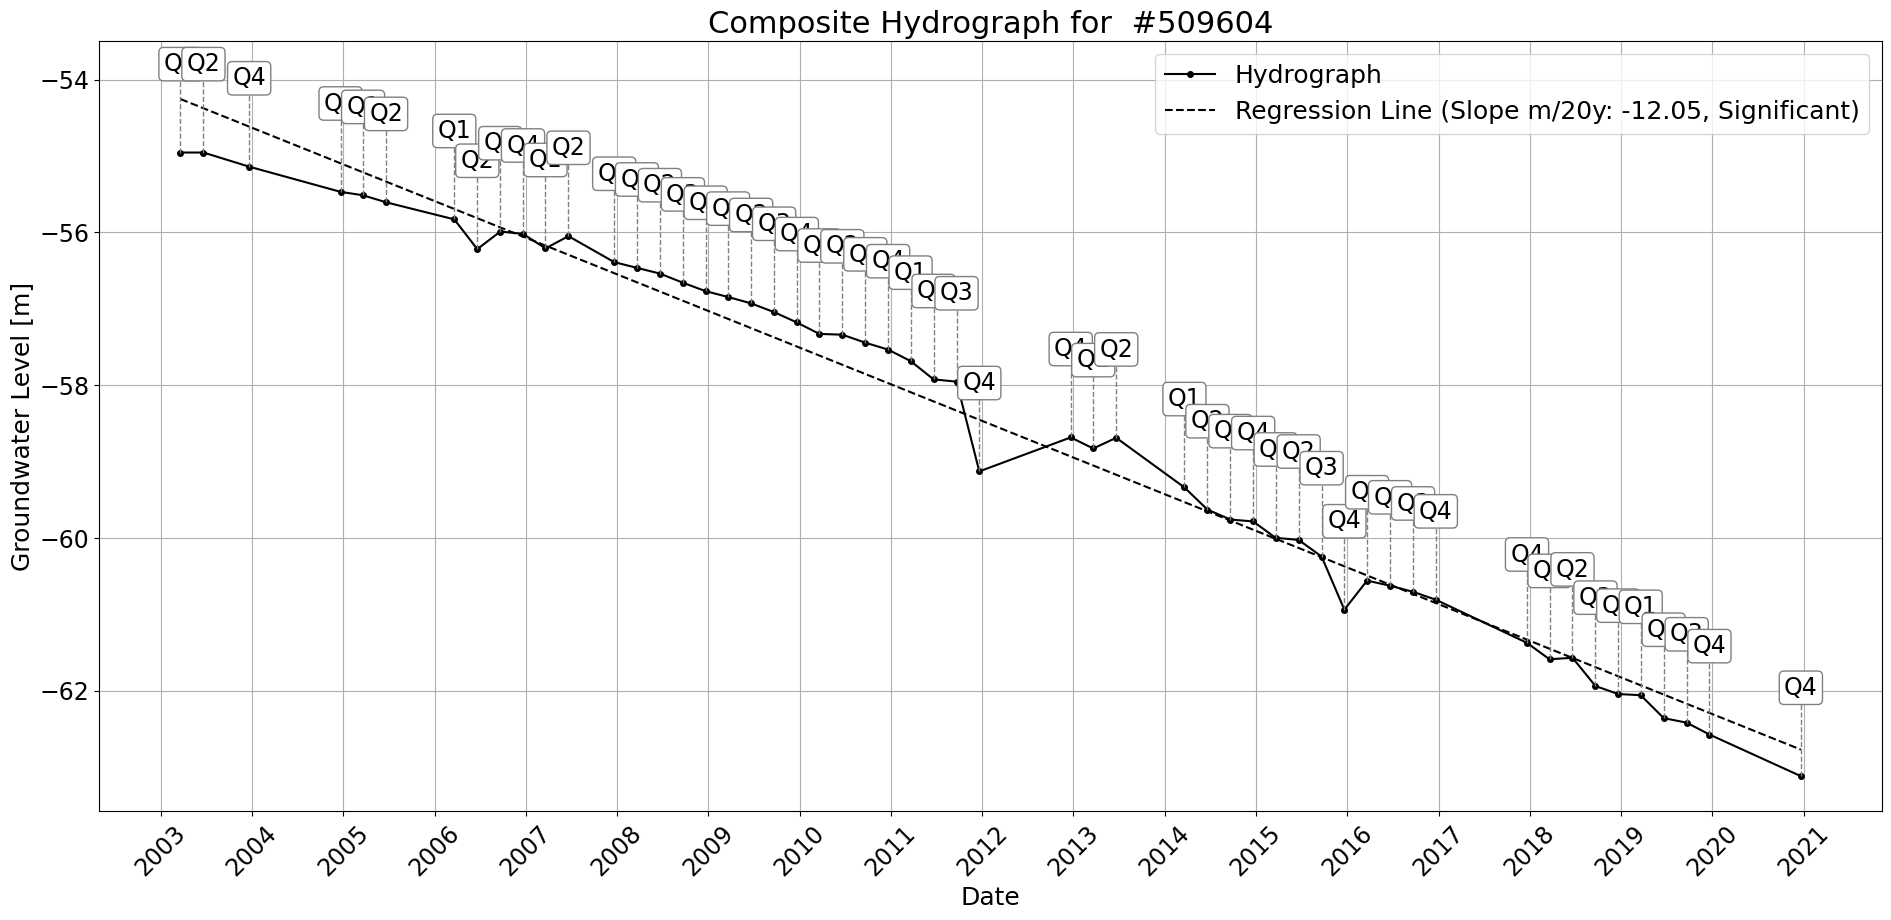 Composite Hydrograph for #509604
Hydrograph
Regression Line (Slope m/20y: -12.05, Significant)
Groundwater Level [m]
−54
−56
−58
−60
−62
Q2
Q4
Q2
Q1
Q2
Q4
Q2
Q4
Q1
Q3
Q4
Q4
Q2
Q1
Q4
Q2
Q3
Q4
Q4
Q4
Q2
Q1
Q4
Q4
2003
2004
2005
2006
2007
2008
2009
2010
2011
2012
2013
2014
2015
2016
2017
2018
2019
2020
2021
Date